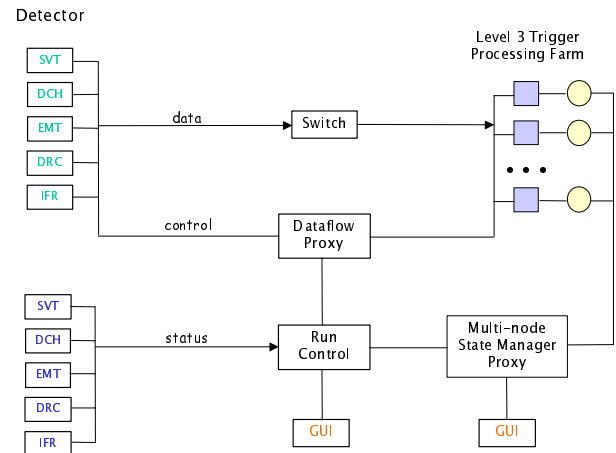 Detector
Level 3 Trigger
Processing Farm
SVT
DCH
EMT
DRC
IFR
data
Switch
control
Dataflow
Proxy
SVT
DCH
EMT
DRC
IFR
status
Run
Control
Multi-node
State Manager
Proxy
GUI
GUI